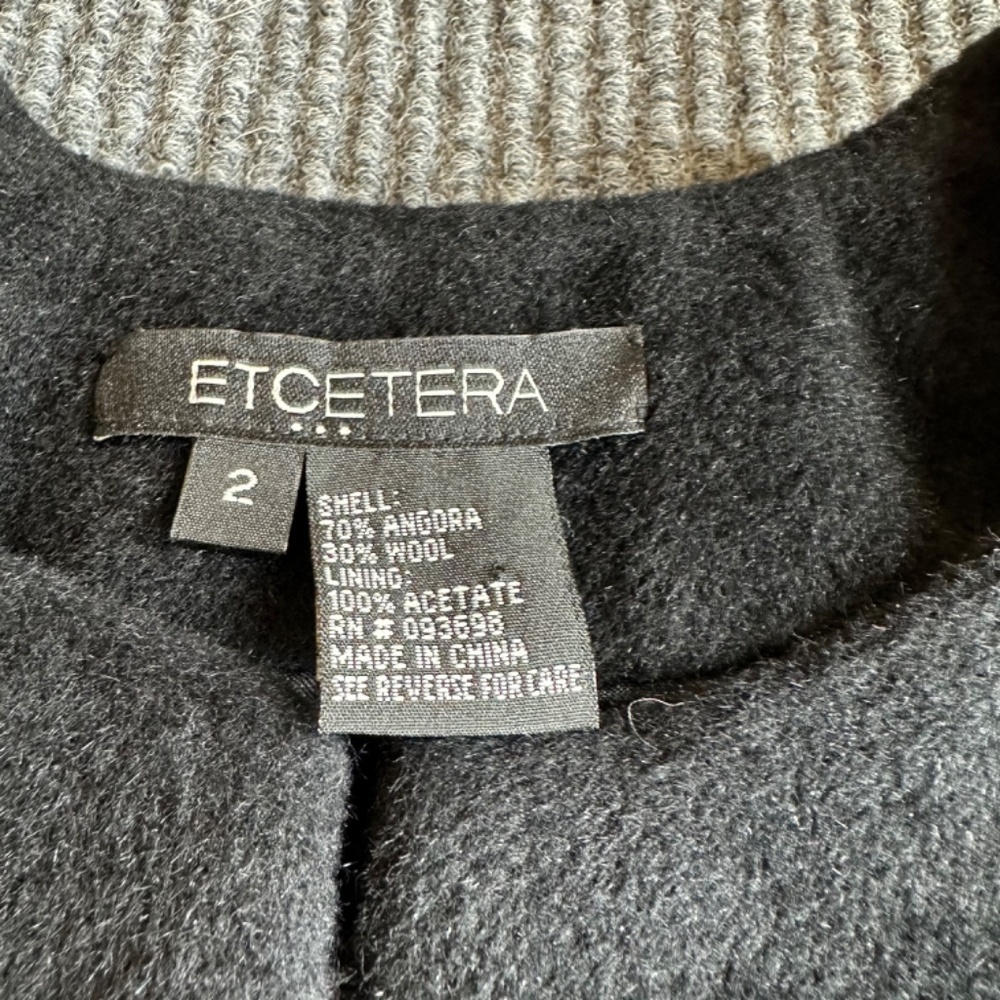 ETCETERA
2
SHELL:
70% ANGORA
30% WOOL
LINING:
100% ACETATE
RN # 093698
MADE IN CHINA
SEE REVERSE FOR CARE